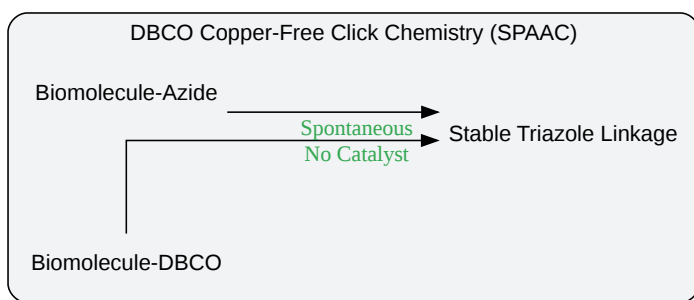 DBCO Copper-Free Click Chemistry (SPAAC)
Biomolecule-Azide
Spontaneous
No Catalyst
Stable Triazole Linkage
Biomolecule-DBCO